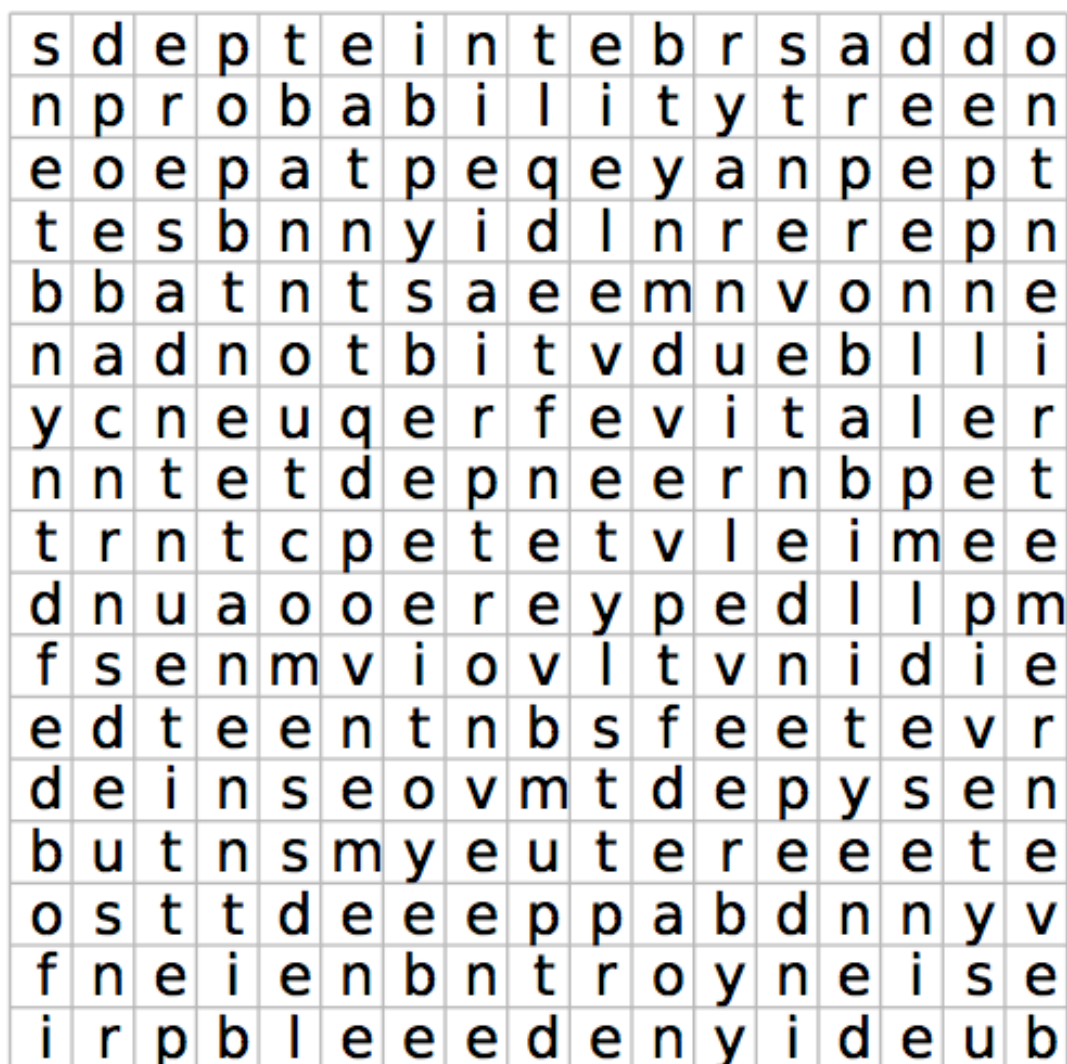 s d e p t e i n t e b r s a d d o
n p r o b a b i l i t y t r e e n
e o e p a t p e q e y a n p e p t
t e s b n n y i d l n r e r e p n
b b a t n t s a e e m n v o n n e
n a d n o t b i t v d u e b l l i
y c n e u q e r f e v i t a l e r
n n t e t d e p n e e r n b p e t
t r n t c p e t e t v l e i m e e
d n u a o o e r e y p e d l l p m
f s e n m v i o v l t v n i d i e
e d t e e n t n b s f e e t e v r
d e i n s e o v m t d e p y s e n
b u t n s m y e u t e r e e e t e
o s t t d e e e p p a b d n n y v
f n e i e n b n t r o y n e i s e
i r p b l e e e d e n y i d e u b